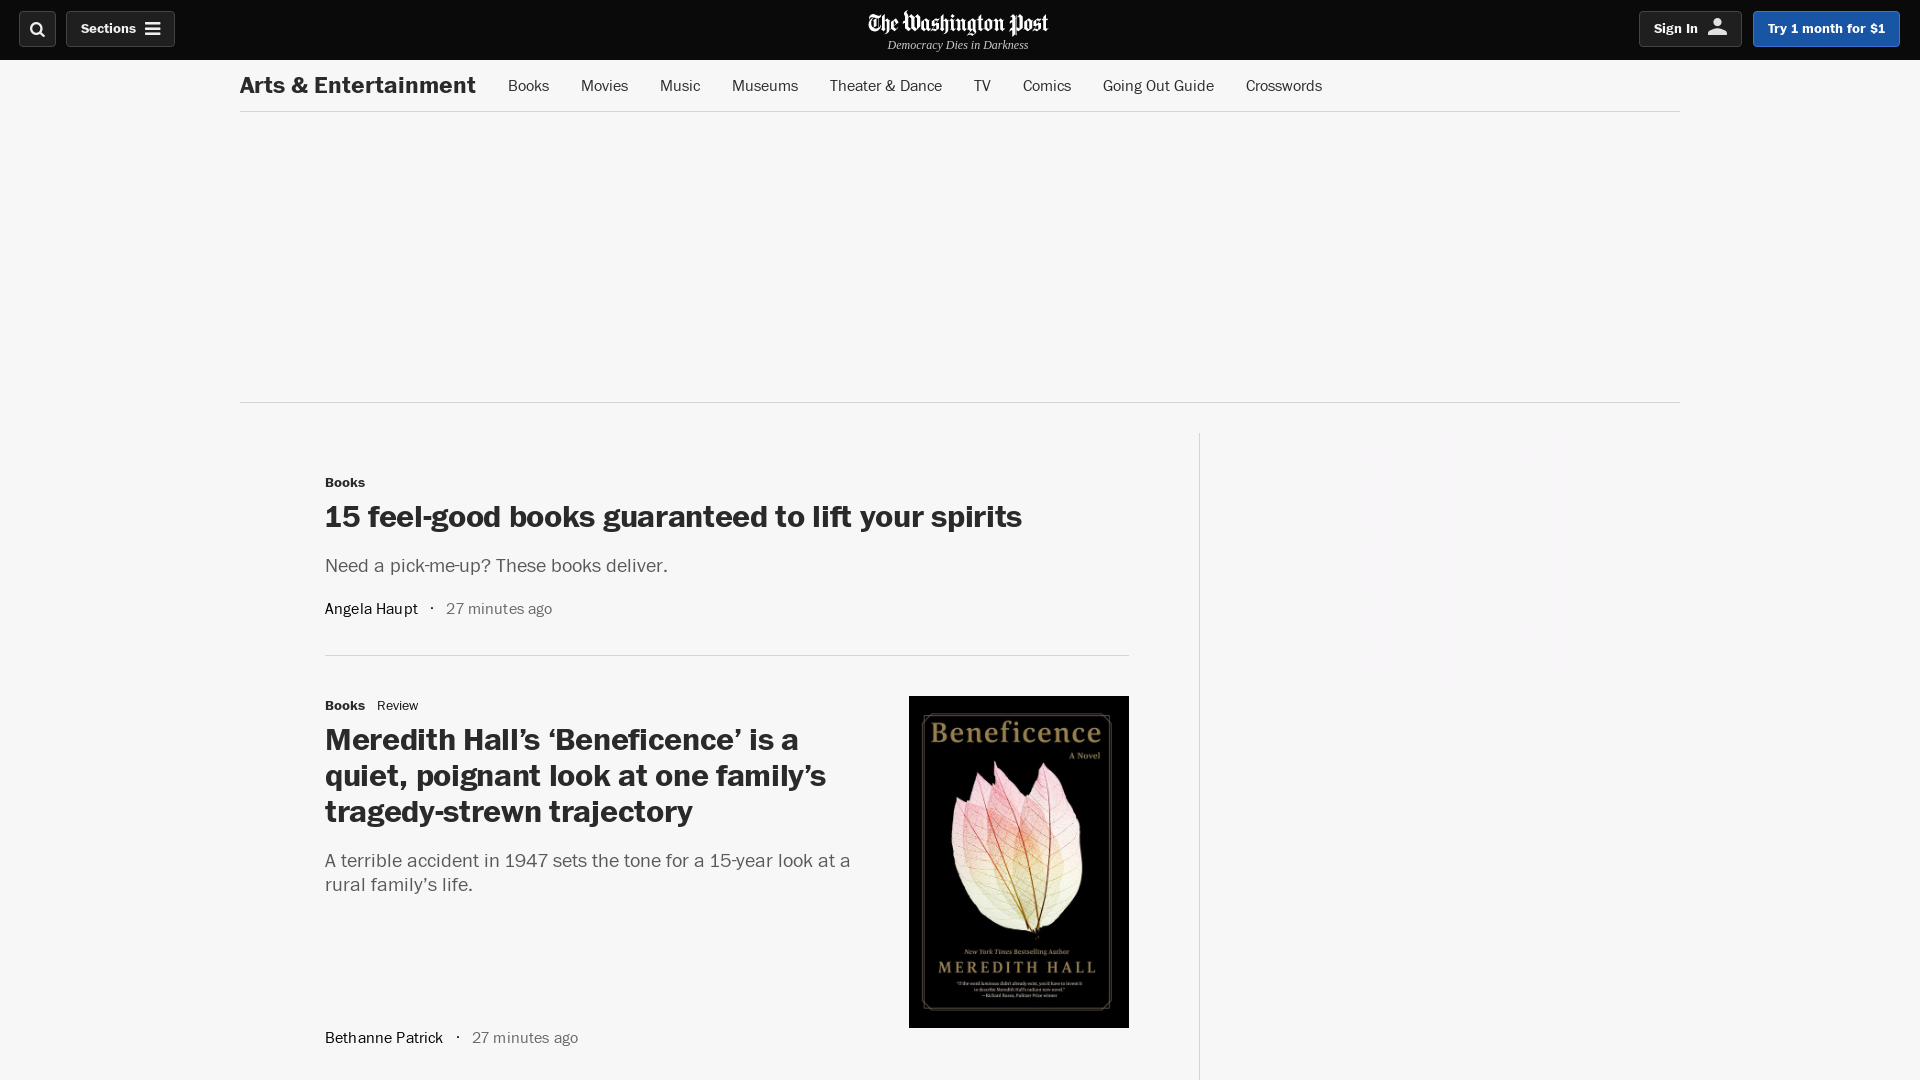 Sections
The Washington Post
Democracy Dies in Darkness
Sign In
Try 1 month for $1
Arts & Entertainment
Books
Movies
Music
Museums
Theater & Dance
TV
Comics
Going Out Guide
Crosswords
Books
15 feel-good books guaranteed to lift your spirits
Need a pick-me-up? These books deliver.
Angela Haupt · 27 minutes ago
Books Review
Meredith Hall’s ‘Beneficence’ is a
quiet, poignant look at one family’s
tragedy-strewn trajectory
A terrible accident in 1947 sets the tone for a 15-year look at a
rural family’s life.
Bethanne Patrick · 27 minutes ago
Beneficence
A Novel
New York Times Bestselling Author
MEREDITH HALL